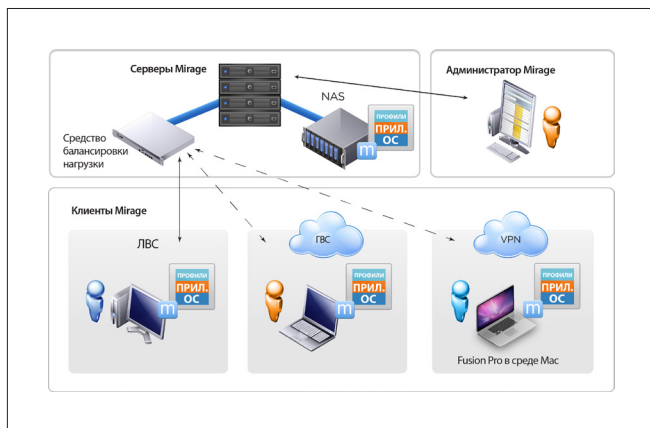 Серверы Mirage
Администратор Mirage
NAS
ПРОФИЛИ
ПРИЛ.
ОС
m
Средство
балансировки
нагрузки
Клиенты Mirage
ЛВС
ПРОФИЛИ
ПРИЛ.
ОС
m
ГВС
ПРОФИЛИ
ПРИЛ.
ОС
m
VPN
ПРОФИЛИ
ПРИЛ.
ОС
m
Fusion Pro в среде Mac